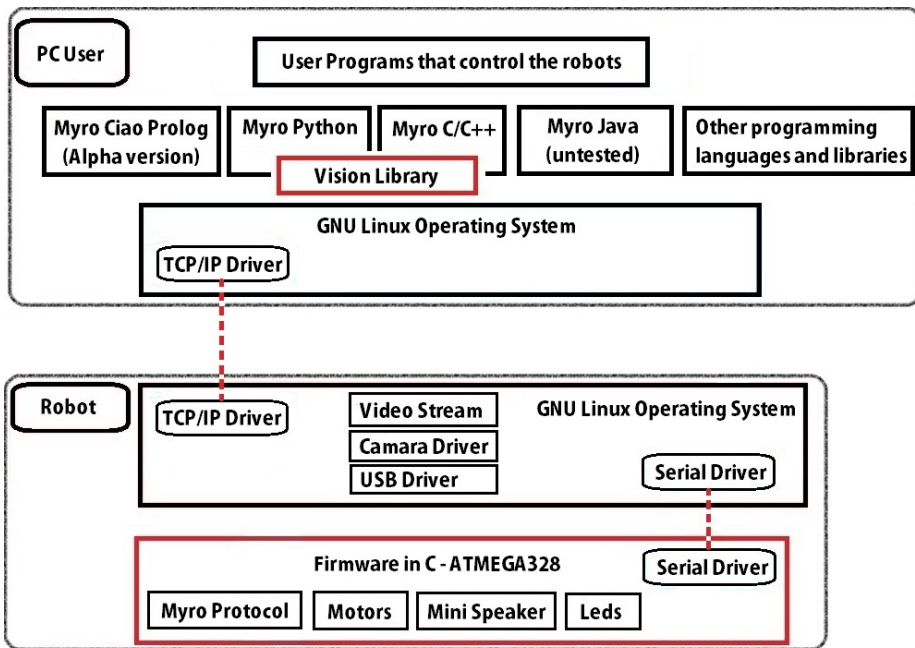 PC User
User Programs that control the robots
Myro Ciao Prolog
(Alpha version)
Myro Python
Myro C/C++
Vision Library
Myro Java
(untested)
Other programming
languages and libraries
GNU Linux Operating System
TCP/IP Driver
Robot
TCP/IP Driver
Video Stream
Camara Driver
USB Driver
GNU Linux Operating System
Serial Driver
Firmware in C - ATMEGA328
Serial Driver
Myro Protocol
Motors
Mini Speaker
Leds